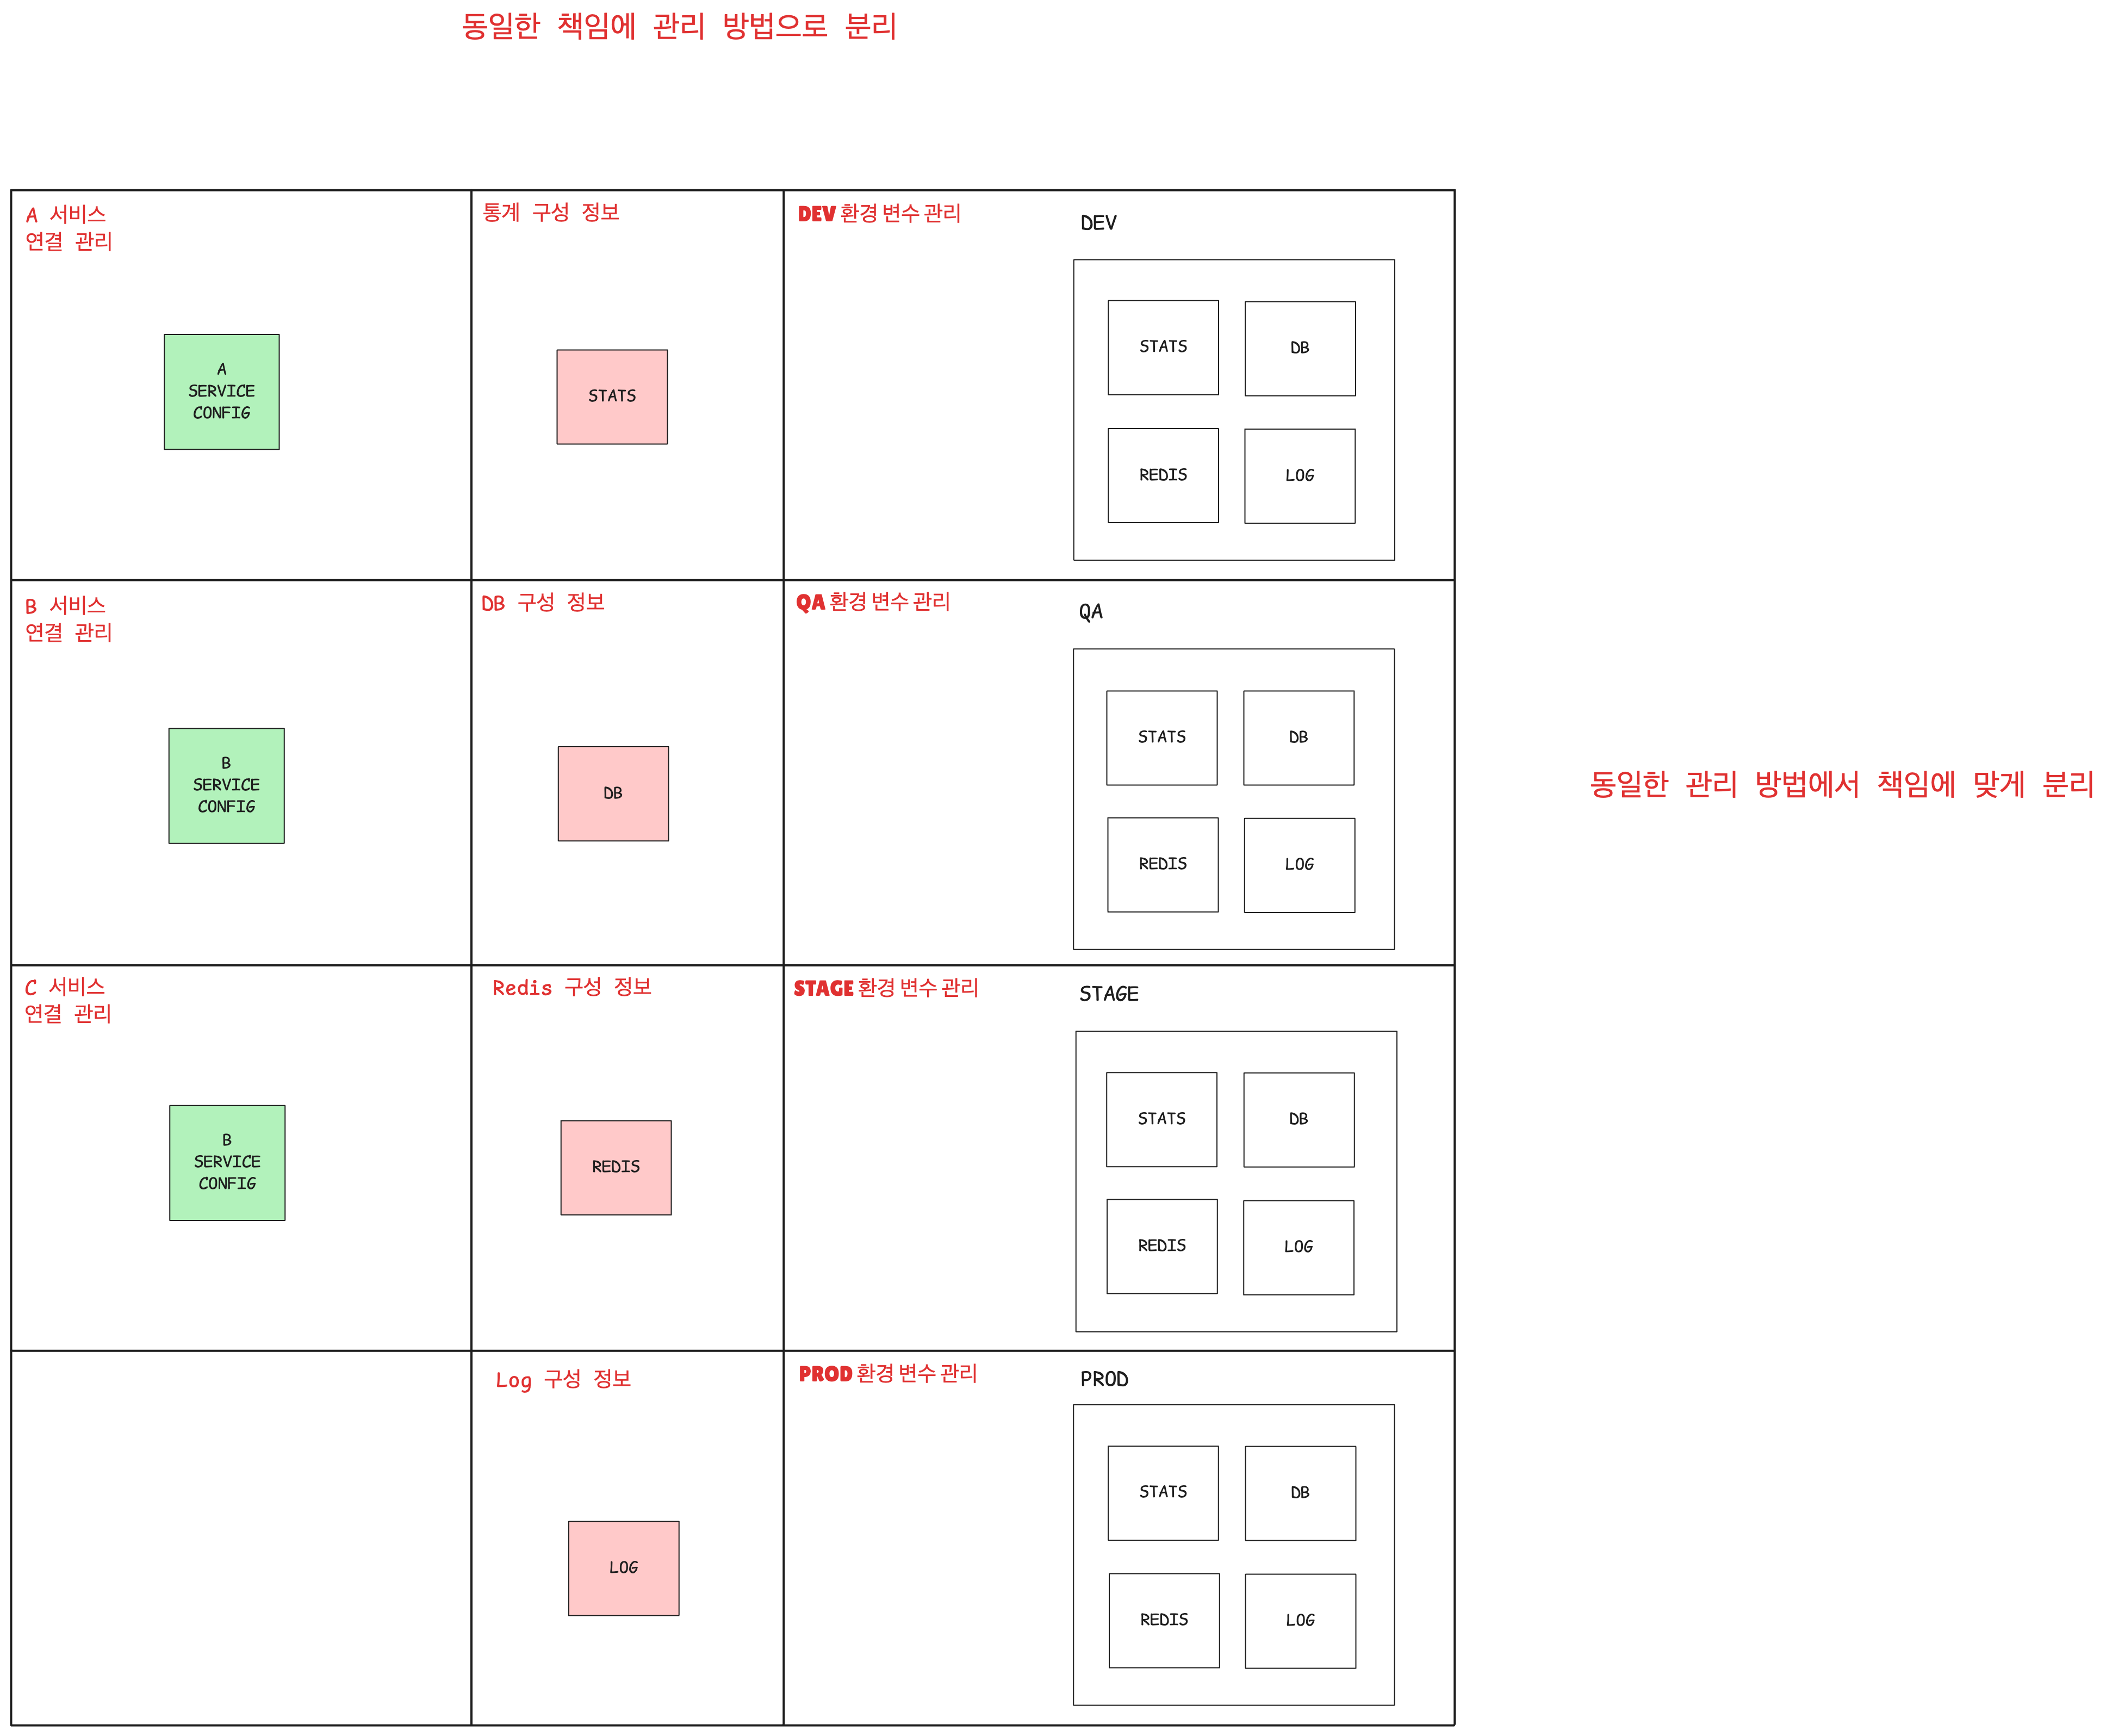 동일한 책임에 관리 방법으로 분리
A 서비스
연결 관리
A
SERVICE
CONFIG
통계 구성 정보
STATS
DEV 환경 변수 관리
DEV
STATS
DB
REDIS
LOG
B 서비스
연결 관리
B
SERVICE
CONFIG
DB 구성 정보
DB
QA 환경 변수 관리
QA
STATS
DB
REDIS
LOG
동일한 관리 방법에서 책임에 맞게 분리
C 서비스
연결 관리
B
SERVICE
CONFIG
Redis 구성 정보
REDIS
STAGE 환경 변수 관리
STAGE
STATS
DB
REDIS
LOG
Log 구성 정보
LOG
PROD 환경 변수 관리
PROD
STATS
DB
REDIS
LOG